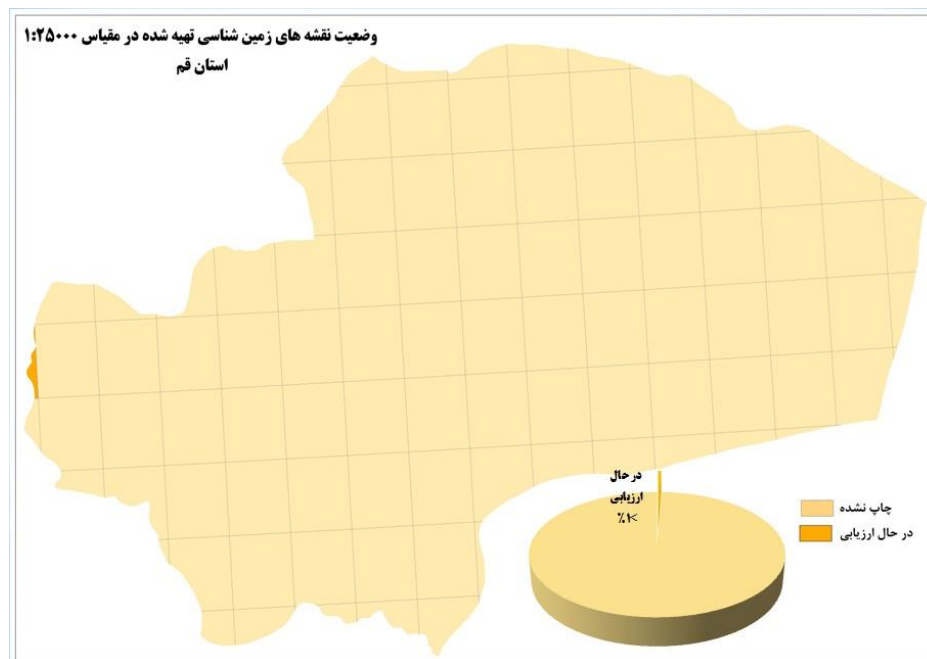 وضعیت نقشه های زمین شناسی تهیه شده در مقیاس ۱:۲۵۰۰۰
استان قم
در حال
ارزیابی
>۱%
چاپ نشده
در حال ارزیابی